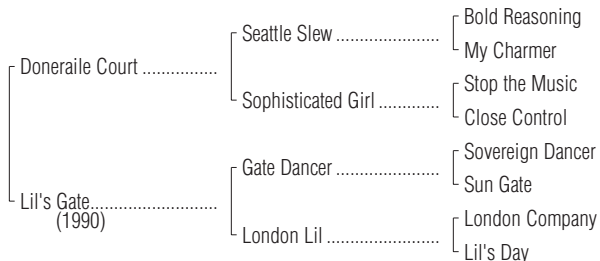 Bold Reasoning
Seattle Slew ..................
My Charmer
Doneraile Court ...............
Stop the Music
Sophisticated Girl .............
Close Control
Sovereign Dancer
Gate Dancer ..................
Sun Gate
Lil's Gate.........................
(1990)
London Company
London Lil ....................
Lil's Day